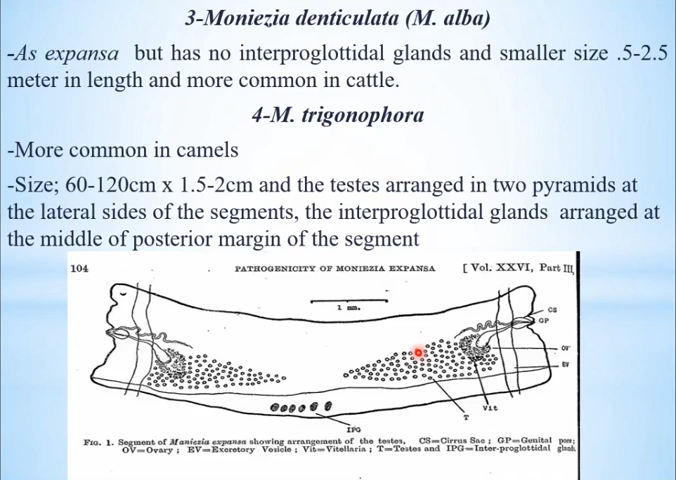 3-Moniezia denticulata (M. alba)
-As expansa but has no interproglottidal glands and smaller size .5-2.5
meter in length and more common in cattle.
4-M. trigonophora
-More common in camels
-Size; 60-120cm x 1.5-2cm and the testes arranged in two pyramids at
the lateral sides of the segments, the interproglottidal glands arranged at
the middle of posterior margin of the segment
104 PATHOGENICITY OF MONIEZIA EXPANSA [ Vol. XXVI, Part III,
1 mm.
CS
GP
OV
EV
Vit
T
IPG
FIG. 1. Segment of Moniezia expansa showing arrangement of the testes, CS=Cirrus Sac ; GP=Genital pore;
OV=Ovary ; EV=Excretory Vesicle ; Vit=Vitellaria ; T=Testes and IPG=Inter-proglottidal glands